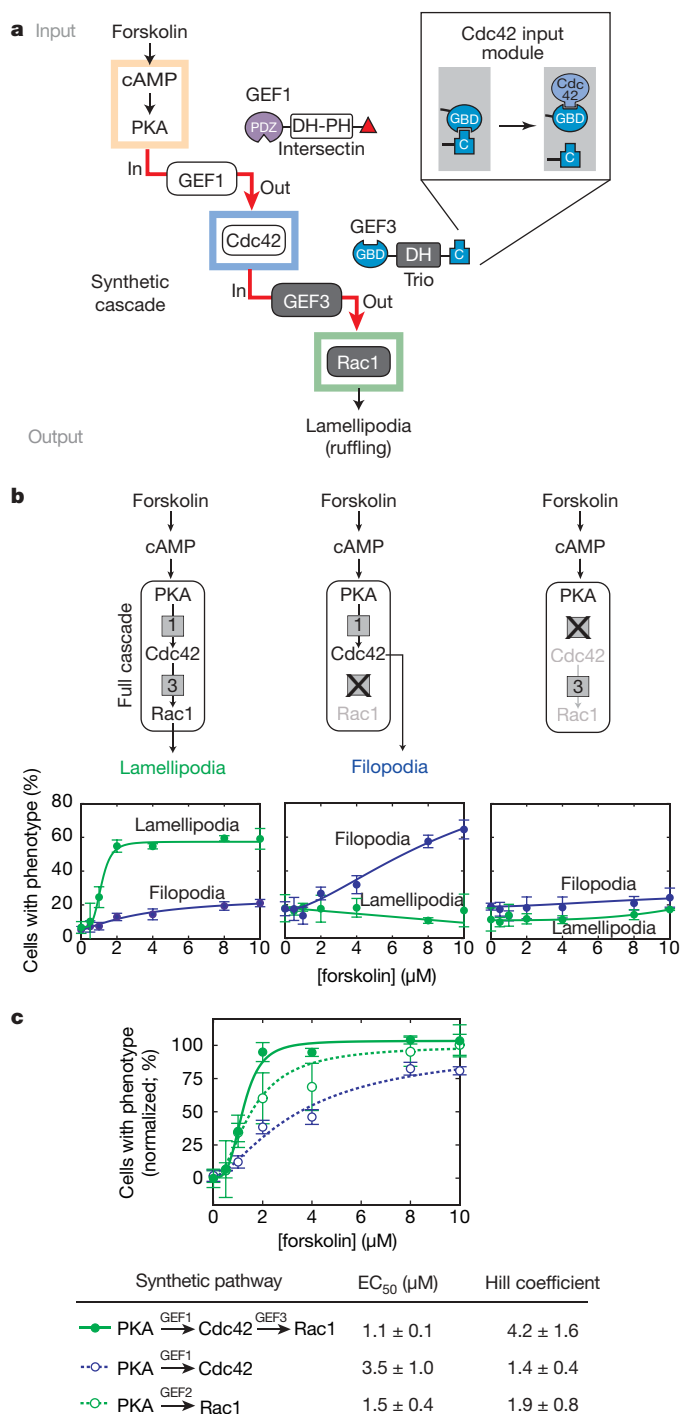 a
Input
Forskolin
cAMP
PKA
In
GEF1
Out
GEF1
PDZ
DH-PH
Intersectin
Cdc42 input
module
GBD
C
Cdc
42
GBD
C
Cdc42
GEF3
GBD
DH
C
Trio
Synthetic
cascade
In
GEF3
Out
Rac1
Output
Lamellipodia
(ruffling)
b
Forskolin
cAMP
Full cascade
PKA
1
Cdc42
3
Rac1
Lamellipodia
Forskolin
cAMP
PKA
1
Cdc42
Rac1
Filopodia
Forskolin
cAMP
PKA
Cdc42
3
Rac1
Cells with phenotype (%)
80
60
40
20
0
Lamellipodia
Filopodia
0 2 4 6 8 10
Filopodia
Lamellipodia
0 2 4 6 8 10
Filopodia
Lamellipodia
0 2 4 6 8 10
[forskolin] (µM)
c
Cells with phenotype
(normalized; %)
100
75
50
25
0
0 2 4 6 8 10
[forskolin] (µM)
Synthetic pathway EC50 (µM) Hill coefficient
PKA GEF1 → Cdc42 GEF3 → Rac1 1.1 ± 0.1 4.2 ± 1.6
PKA GEF1 → Cdc42 3.5 ± 1.0 1.4 ± 0.4
PKA GEF2 → Rac1 1.5 ± 0.4 1.9 ± 0.8